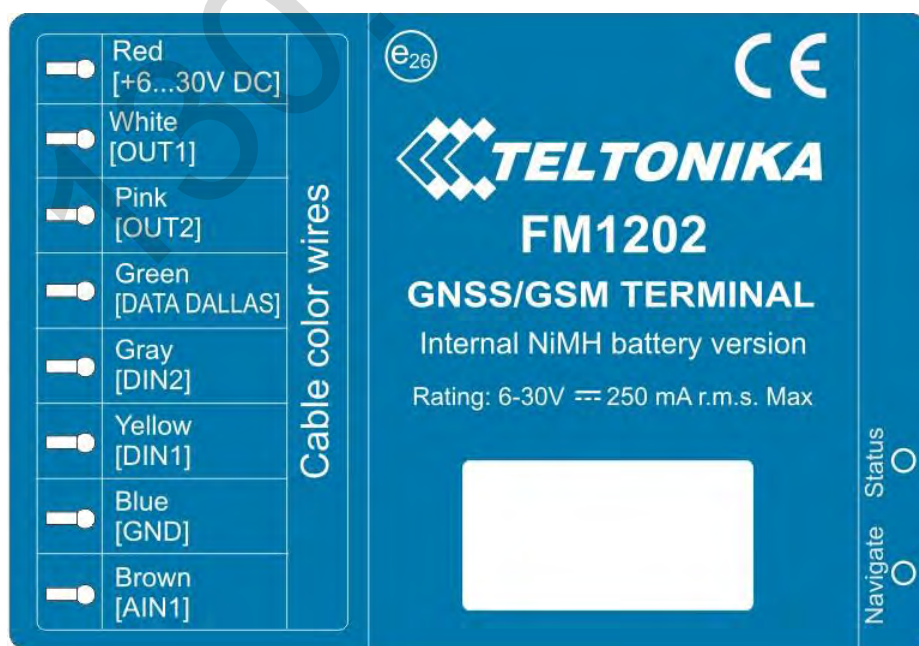 Red
[+6...30V DC]
White
[OUT1]
Pink
[OUT2]
Green
[DATA DALLAS]
Gray
[DIN2]
Yellow
[DIN1]
Blue
[GND]
Brown
[AIN1]
Cable color wires
e26
CE
TELTONIKA
FM1202
GNSS/GSM TERMINAL
Internal NiMH battery version
Rating: 6-30V ⎓ 250 mA r.m.s. Max
Status
Navigate
130.